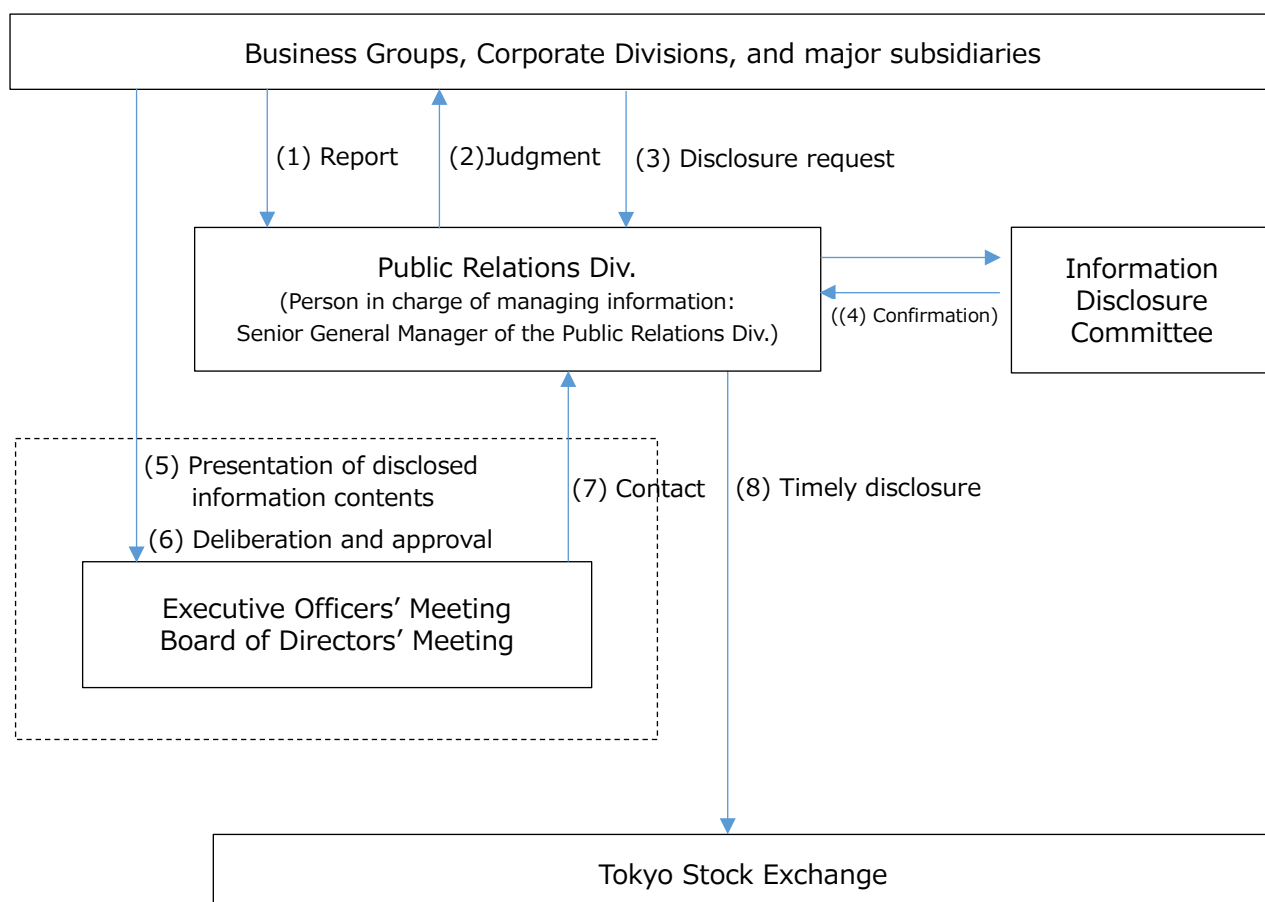 Business Groups, Corporate Divisions, and major subsidiaries
(1) Report
(2)Judgment
(3) Disclosure request
Public Relations Div.
(Person in charge of managing information:
Senior General Manager of the Public Relations Div.)
((4) Confirmation)
Information
Disclosure
Committee
(5) Presentation of disclosed
information contents
(6) Deliberation and approval
(7) Contact
(8) Timely disclosure
Executive Officers’ Meeting
Board of Directors’ Meeting
Tokyo Stock Exchange